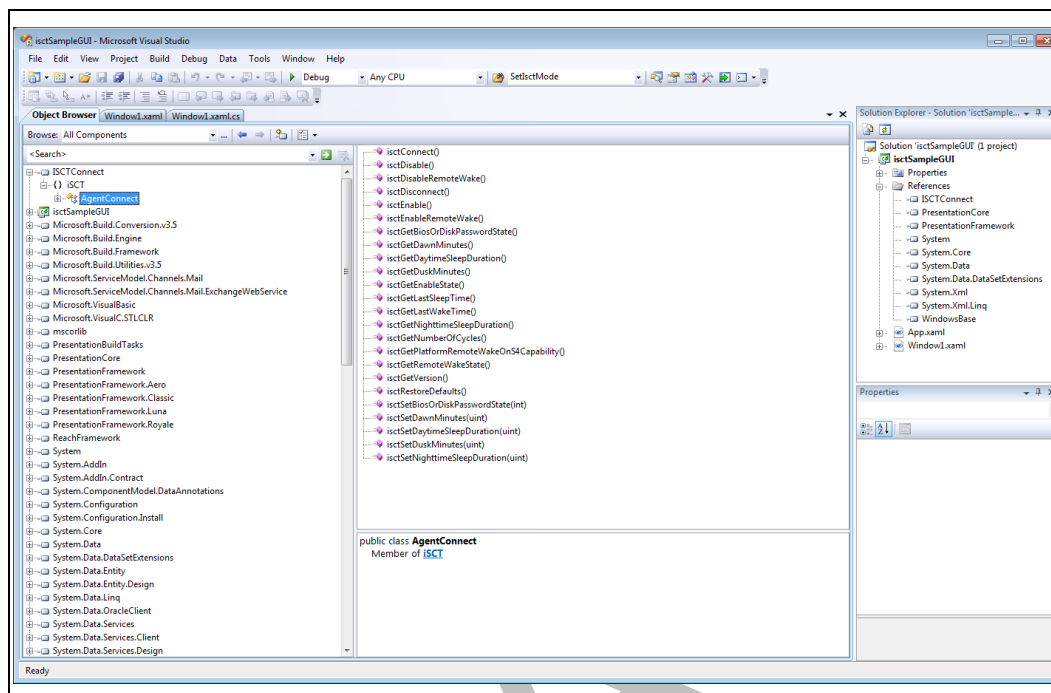 isctSampleGUI - Microsoft Visual Studio
File Edit View Project Build Debug Data Tools Window Help
Debug Any CPU SetIsctMode
Object Browser Window1.xaml Window1.xaml.cs
Browse: All Components
<Search>
ISCTConnect
{} iSCT
AgentConnect
isctSampleGUI
Microsoft.Build.Conversion.v3.5
Microsoft.Build.Engine
Microsoft.Build.Framework
Microsoft.Build.Utilities.v3.5
Microsoft.ServiceModel.Channels.Mail
Microsoft.ServiceModel.Channels.Mail.ExchangeWebService
Microsoft.VisualBasic
Microsoft.VisualC.STLCLR
mscorlib
PresentationBuildTasks
PresentationCore
PresentationFramework
PresentationFramework.Aero
PresentationFramework.Classic
PresentationFramework.Luna
PresentationFramework.Royale
ReachFramework
System
System.AddIn
System.AddIn.Contract
System.ComponentModel.DataAnnotations
System.Configuration
System.Configuration.Install
System.Core
System.Data
System.Data.DataSetExtensions
System.Data.Entity
System.Data.Entity.Design
System.Data.Linq
System.Data.OracleClient
System.Data.Services
System.Data.Services.Client
System.Data.Services.Design
isctConnect()
isctDisable()
isctDisableRemoteWake()
isctDisconnect()
isctEnable()
isctEnableRemoteWake()
isctGetBiosOrDiskPasswordState()
isctGetDawnMinutes()
isctGetDaytimeSleepDuration()
isctGetDuskMinutes()
isctGetEnableState()
isctGetLastSleepTime()
isctGetLastWakeTime()
isctGetNighttimeSleepDuration()
isctGetNumberOfCycles()
isctGetPlatformRemoteWakeOnS4Capability()
isctGetRemoteWakeState()
isctGetVersion()
isctRestoreDefaults()
isctSetBiosOrDiskPasswordState(int)
isctSetDawnMinutes(uint)
isctSetDaytimeSleepDuration(uint)
isctSetDuskMinutes(uint)
isctSetNighttimeSleepDuration(uint)
public class AgentConnect
Member of iSCT
Solution Explorer - Solution 'isctSample...
Solution 'isctSampleGUI' (1 project)
isctSampleGUI
Properties
References
ISCTConnect
PresentationCore
PresentationFramework
System
System.Core
System.Data
System.Data.DataSetExtensions
System.Xml
System.Xml.Linq
WindowsBase
App.xaml
Window1.xaml
Properties
Ready